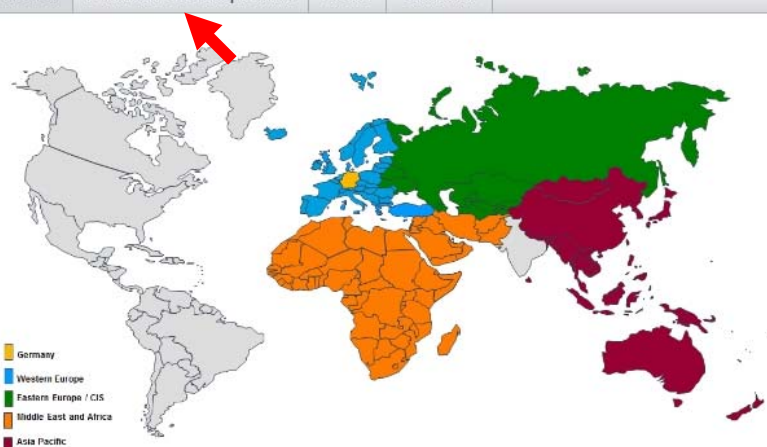 Germany
Western Europe
Eastern Europe / CIS
Middle East and Africa
Asia Pacific